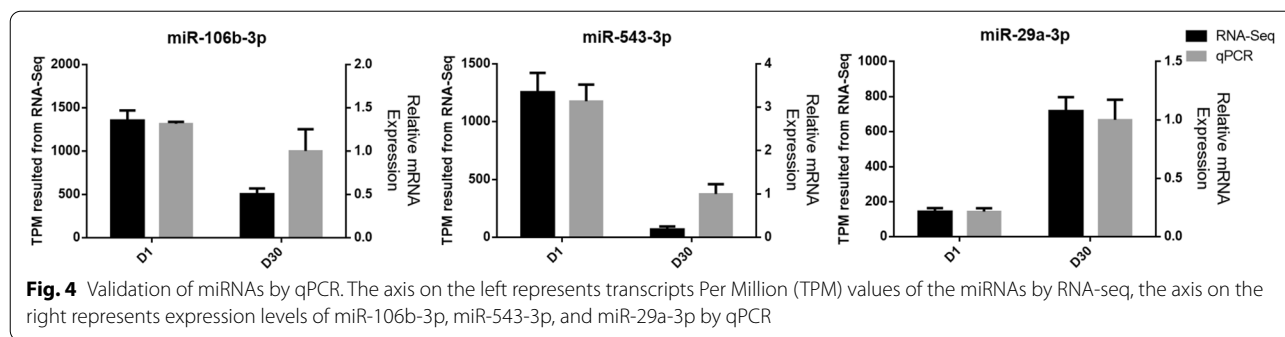 miR-106b-3p
TPM resulted from RNA-Seq
2000
1500
1000
500
0
2.0
1.5
1.0
0.5
0.0
Relative mRNA
Expression
D1
D30
miR-543-3p
TPM resulted from RNA-Seq
1500
1000
500
0
4
3
2
1
0
Relative mRNA
Expression
D1
D30
miR-29a-3p
TPM resulted from RNA-Seq
1000
800
600
400
200
0
1.5
1.0
0.5
0.0
Relative mRNA
Expression
D1
D30
RNA-Seq
qPCR
Fig. 4 Validation of miRNAs by qPCR. The axis on the left represents transcripts Per Million (TPM) values of the miRNAs by RNA-seq, the axis on the
right represents expression levels of miR-106b-3p, miR-543-3p, and miR-29a-3p by qPCR